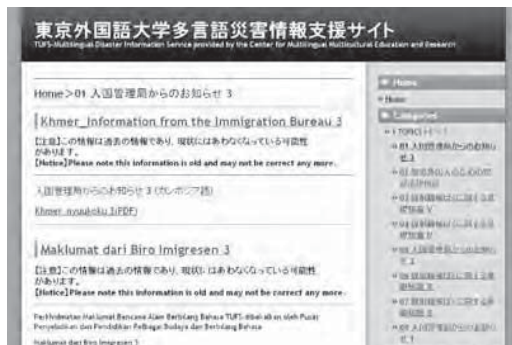 東京外国語大学多言語災害情報支援サイト
TUFS-Multilingual Disaster Information Service provided by the Center for Multilingual Multicultural Education and Research
Home>01 入国管理局からのお知らせ 3
Khmer_Information from the Immigration Bureau 3
【注意】この情報は過去の情報であり、現状にはあわなくなっている可能性
があります。
[Notice]Please note this information is old and may not be correct any more.
入国管理局からのお知らせ 3 (カンボジア語)
Khmer_nyuukoku 3(PDF)
Maklumat dari Biro Imigresen 3
【注意】この情報は過去の情報であり、現状にはあわなくなっている可能性
があります。
[Notice]Please note this information is old and may not be correct any more.
Perkhidmatan Maklumat Bencana Alam Berbilang Bahasa TUFS dibekalkan oleh Pusat
Penyelidikan dan Pendidikan Pelbagai Budaya dan Berbilang Bahasa
Maklumat dari Biro Imigresen 3
Home
Home
Categories
01 入国管理局からのお知ら
せ 3